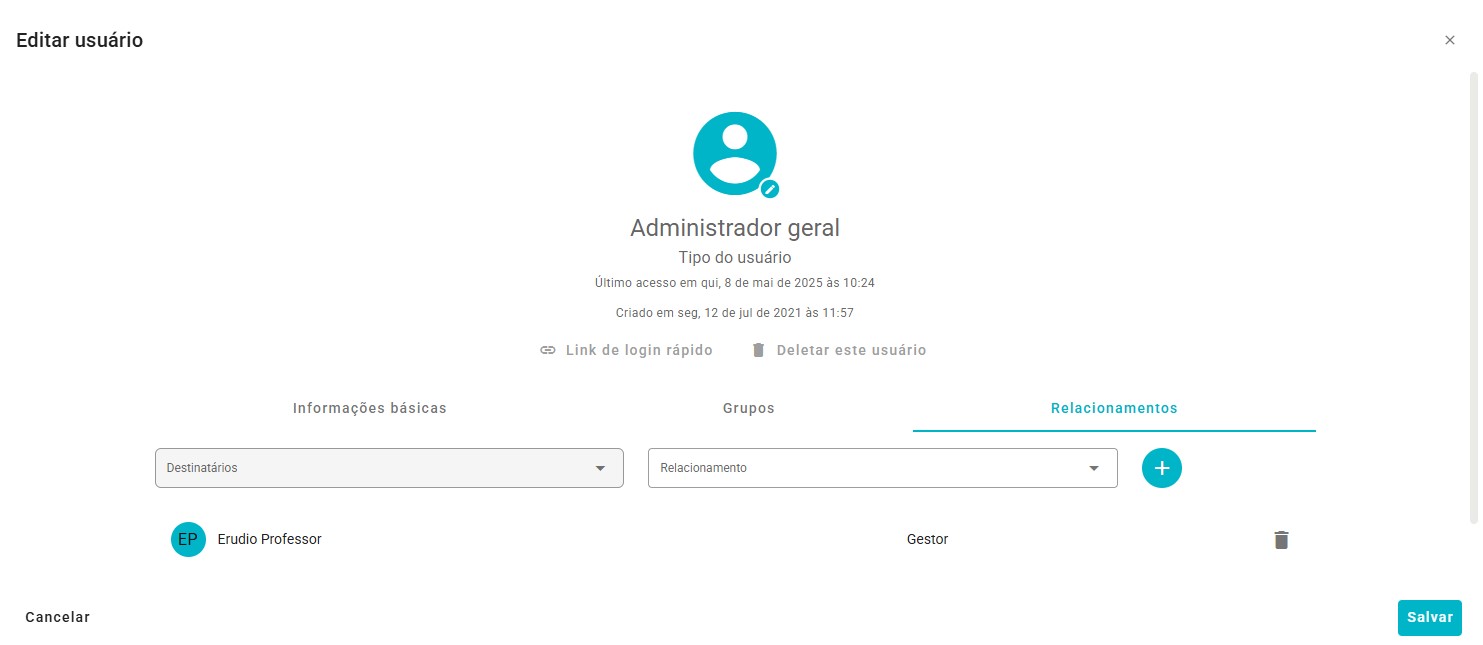 Editar usuário
Administrador geral
Tipo do usuário
Último acesso em qui, 8 de mai de 2025 às 10:24
Criado em seg, 12 de jul de 2021 às 11:57
Link de login rápido Deletar este usuário
Informações básicas Grupos Relacionamentos
Destinatários Relacionamento
EP Erudio Professor Gestor
Cancelar Salvar